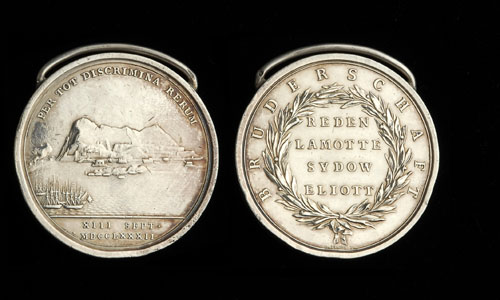 PER TOT DISCRIMINA RERUM
XIII SEPT.
MDCCLXXXII
BRUDERSCHAFT
REDEN
LAMOTTE
SYDOW
ELIOTT